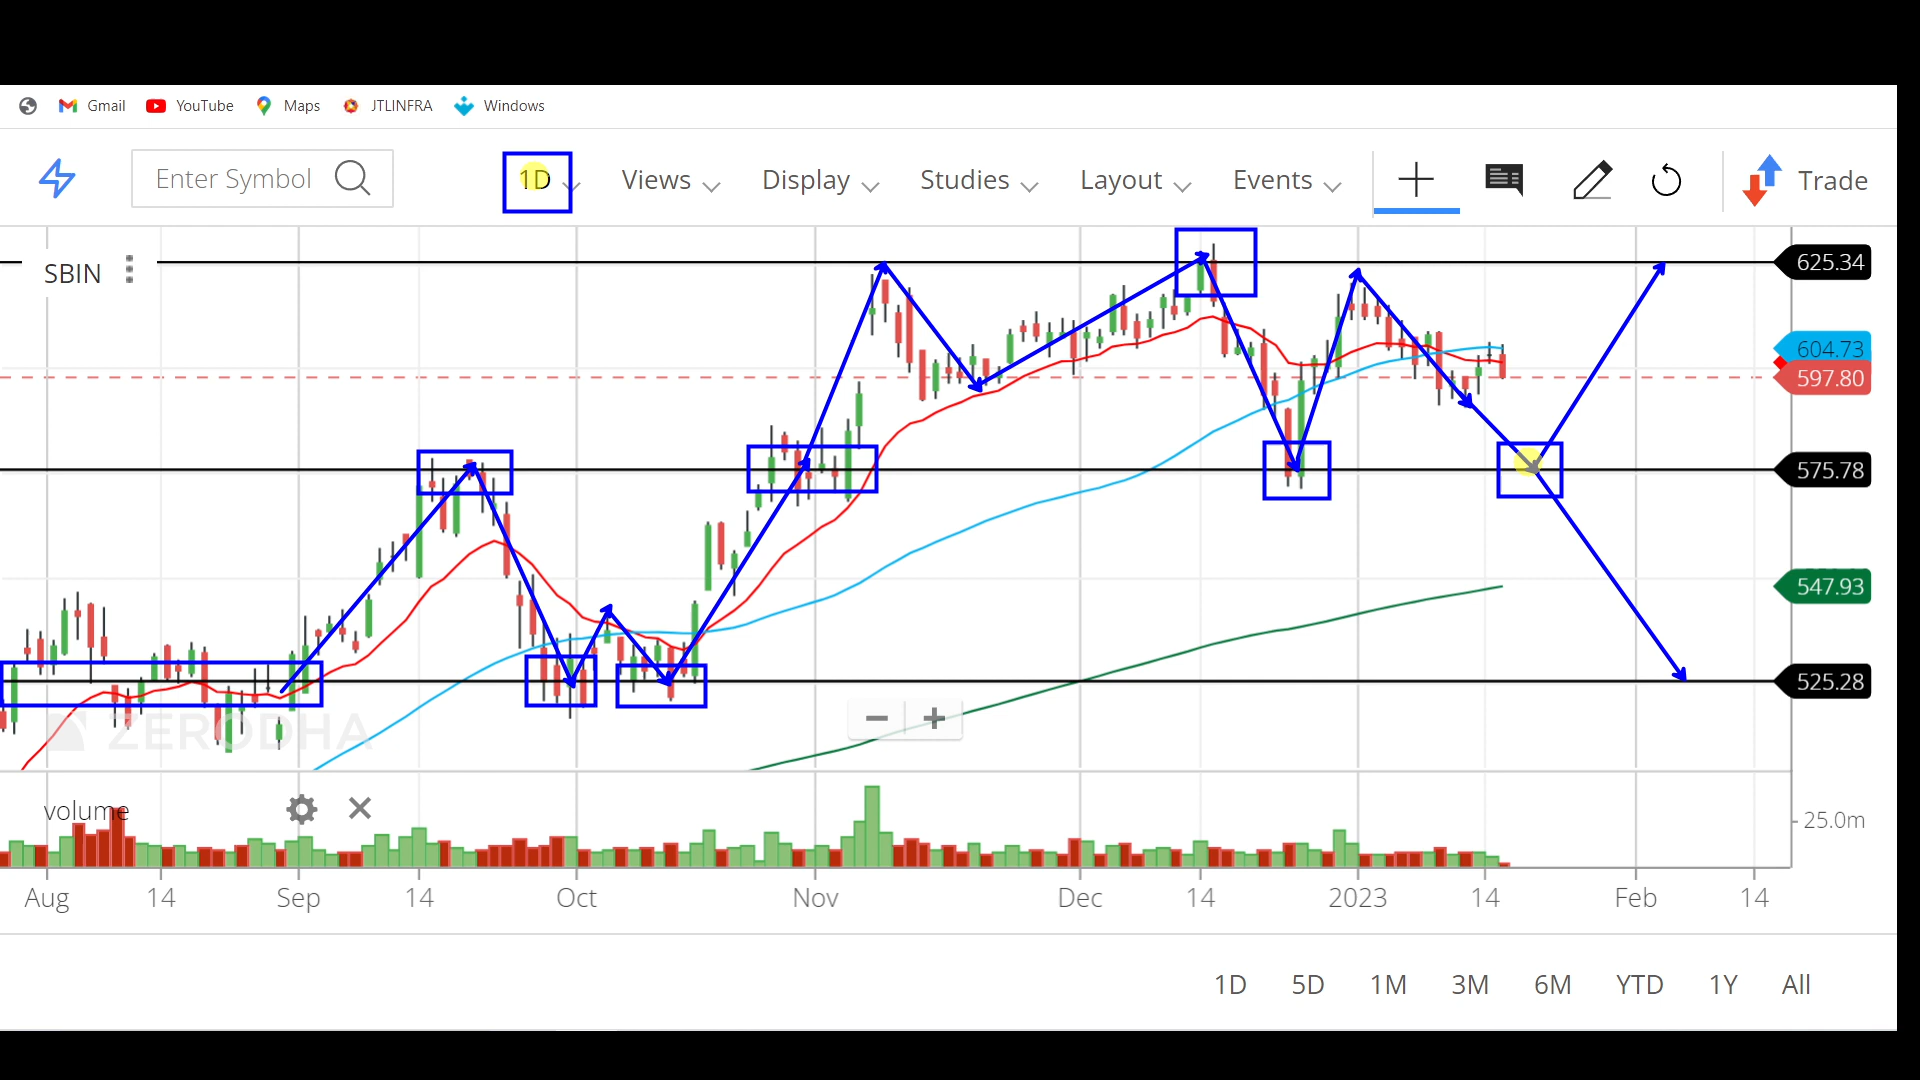 Gmail YouTube Maps JTLINFRA Windows
Enter Symbol 1D Views Display Studies Layout Events Trade
SBIN
625.34
604.73
597.80
575.78
547.93
525.28
ZERODHA
volume
25.0m
Aug 14 Sep 14 Oct Nov Dec 14 2023 14 Feb 14
1D 5D 1M 3M 6M YTD 1Y All